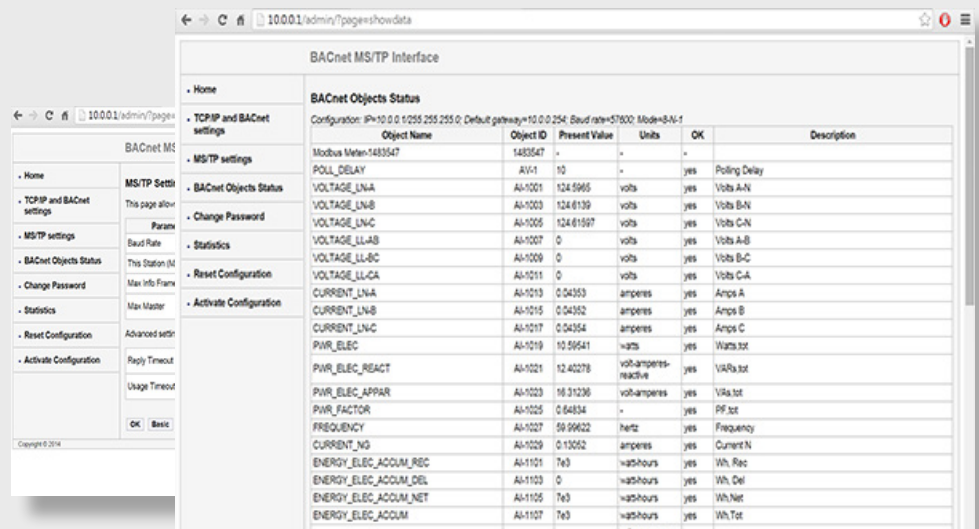 10.0.0.1/admin/?page=showdata
BACnet MS/TP Interface
Home
TCP/IP and BACnet
settings
MS/TP settings
BACnet Objects Status
Change Password
Statistics
Reset Configuration
Activate Configuration
BACnet Objects Status
Configuration: IP=10.0.0.1/255.255.255.0; Default gateway=10.0.0.254; Baud rate=57600; Mode=8-N-1
Object Name Object ID Present Value Units OK Description
Modbus Meter-1483547 1483547 - - -
POLL_DELAY AV-1 10 - yes Polling Delay
VOLTAGE_LN-A AI-1001 124.5965 volts yes Volts A-N
VOLTAGE_LN-B AI-1003 124.6139 volts yes Volts B-N
VOLTAGE_LN-C AI-1005 124.61597 volts yes Volts C-N
VOLTAGE_LL-AB AI-1007 0 volts yes Volts A-B
VOLTAGE_LL-BC AI-1009 0 volts yes Volts B-C
VOLTAGE_LL-CA AI-1011 0 volts yes Volts C-A
CURRENT_LN-A AI-1013 0.04353 amperes yes Amps A
CURRENT_LN-B AI-1015 0.04352 amperes yes Amps B
CURRENT_LN-C AI-1017 0.04354 amperes yes Amps C
PWR_ELEC AI-1019 10.59541 watts yes Watts,tot
PWR_ELEC_REACT AI-1021 12.40278 volt-amperes-
reactive yes VARs,tot
PWR_ELEC_APPAR AI-1023 16.31236 volt-amperes yes VAs,tot
PWR_FACTOR AI-1025 0.64834 - yes PF,tot
FREQUENCY AI-1027 59.99622 hertz yes Frequency
CURRENT_NG AI-1029 0.13052 amperes yes Current N
ENERGY_ELEC_ACCUM_REC AI-1101 7e3 watt-hours yes Wh, Rec
ENERGY_ELEC_ACCUM_DEL AI-1103 0 watt-hours yes Wh, Del
ENERGY_ELEC_ACCUM_NET AI-1105 7e3 watt-hours yes Wh,Net
ENERGY_ELEC_ACCUM AI-1107 7e3 watt-hours yes Wh,Tot
10.0.0.1/admin/?page=
BACnet MS
Home
TCP/IP and BACnet
settings
MS/TP settings
BACnet Objects Status
Change Password
Statistics
Reset Configuration
Activate Configuration
MS/TP Settin
This page allow
Parame
Baud Rate
This Station (M
Max Info Frame
Max Master
Advanced settin
Reply Timeout
Usage Timeout
OK Basic
Copyright © 2014